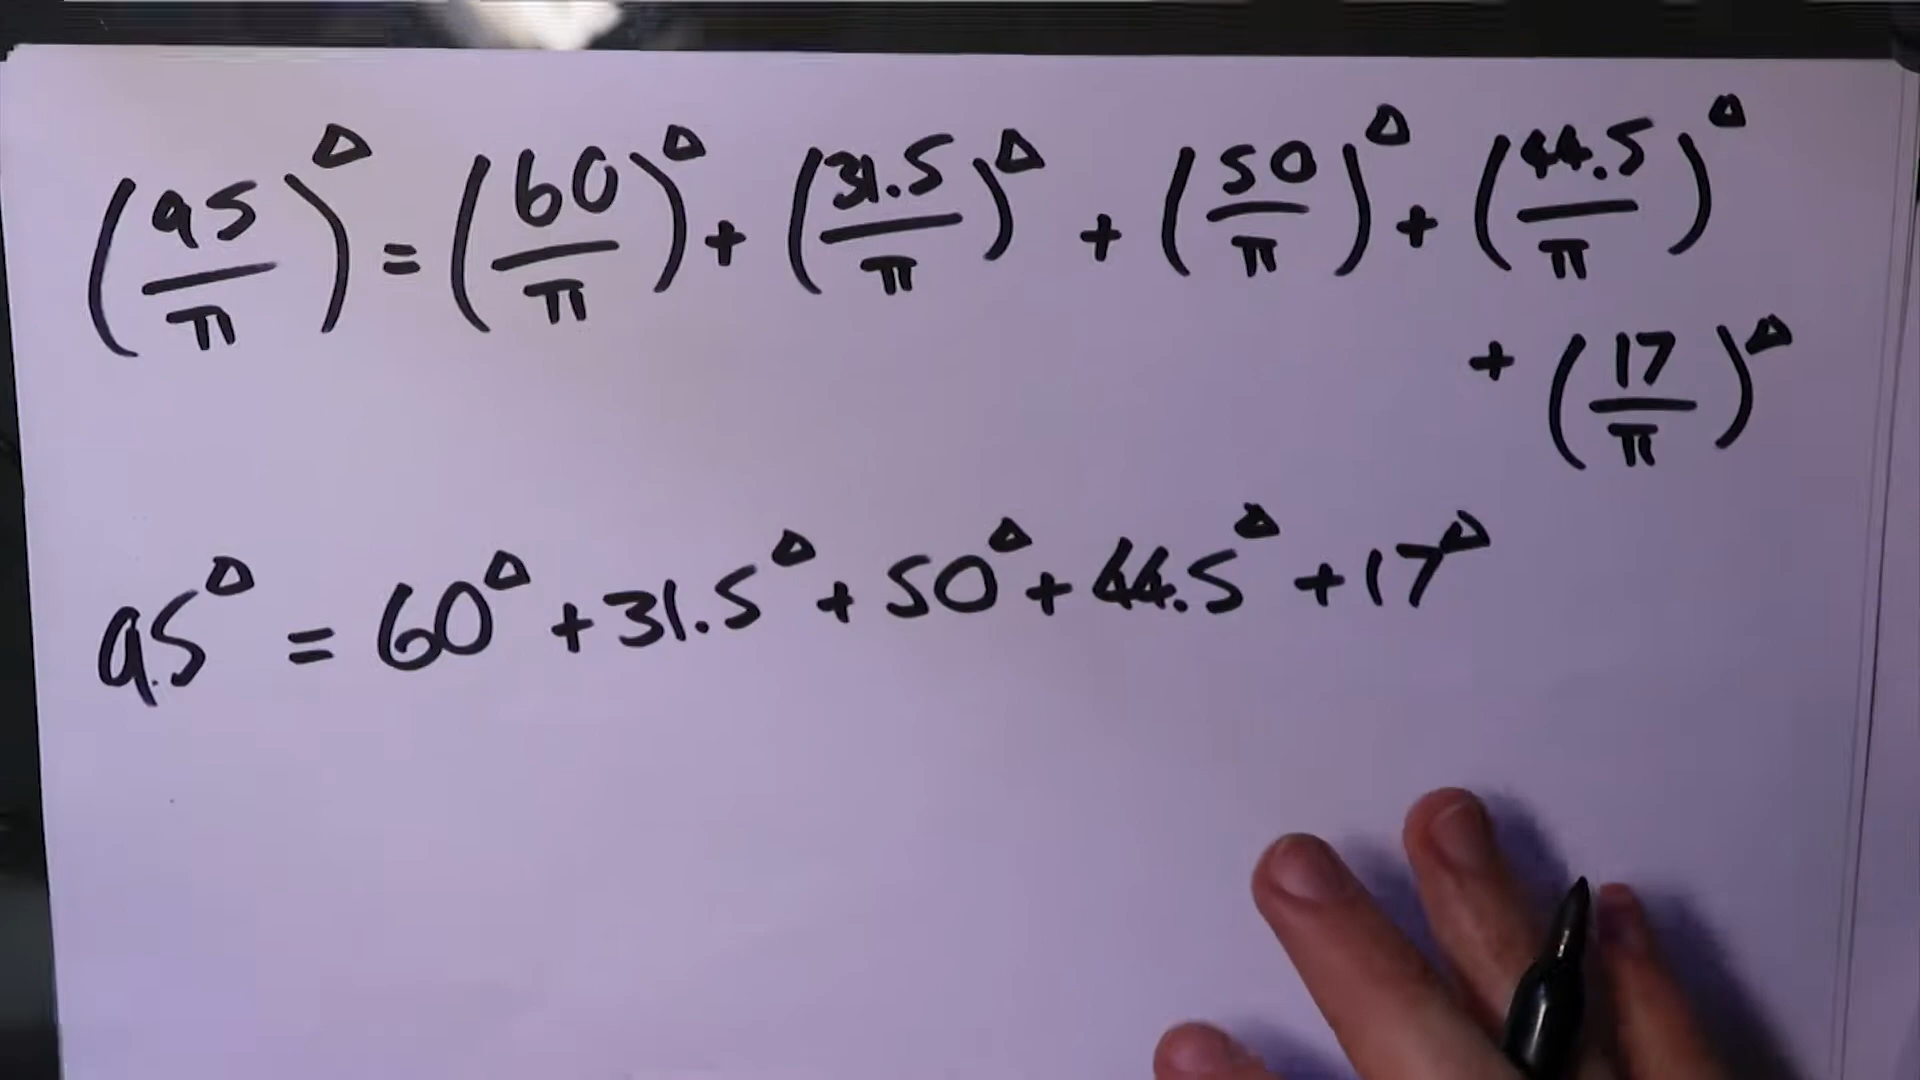 (95/π)^Δ = (60/π)^Δ + (31.5/π)^Δ + (50/π)^Δ + (44.5/π)^Δ
+ (17/π)^Δ
95^Δ = 60^Δ + 31.5^Δ + 50^Δ + 44.5^Δ + 17^Δ